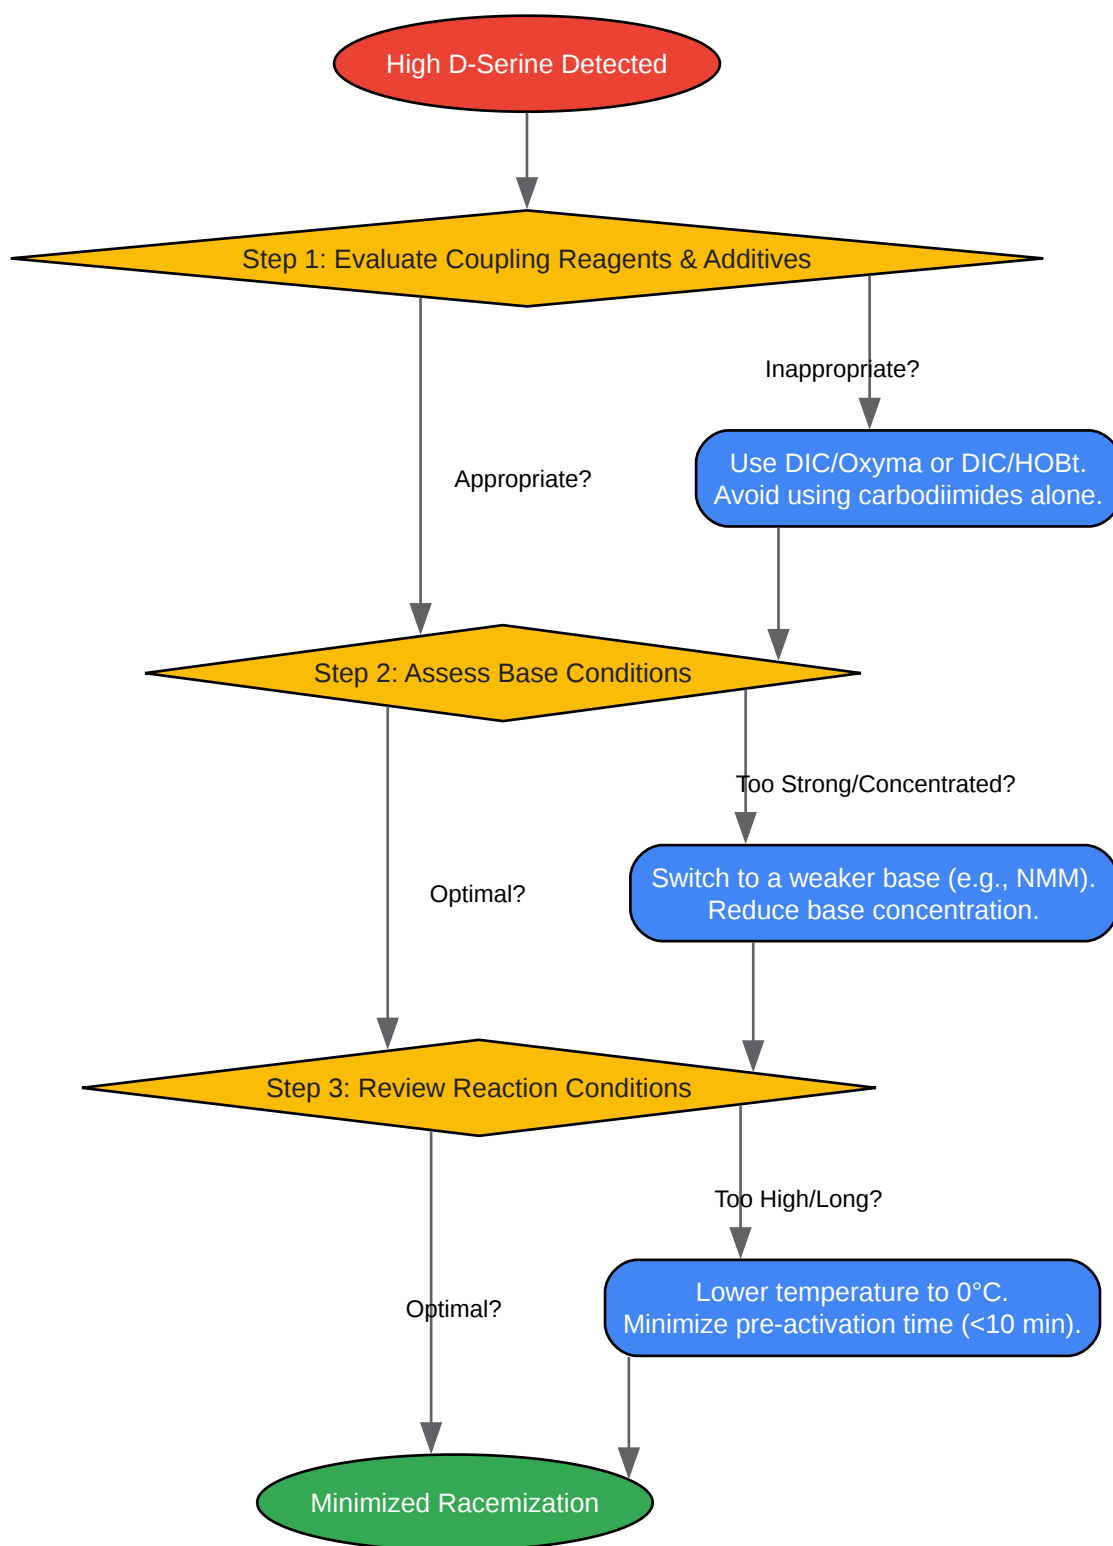 High D-Serine Detected
Step 1: Evaluate Coupling Reagents & Additives
Inappropriate?
Use DIC/Oxyma or DIC/HOBt.
Avoid using carbodiimides alone.
Appropriate?
Step 2: Assess Base Conditions
Too Strong/Concentrated?
Switch to a weaker base (e.g., NMM).
Reduce base concentration.
Optimal?
Step 3: Review Reaction Conditions
Too High/Long?
Lower temperature to 0°C.
Minimize pre-activation time (<10 min).
Optimal?
Minimized Racemization